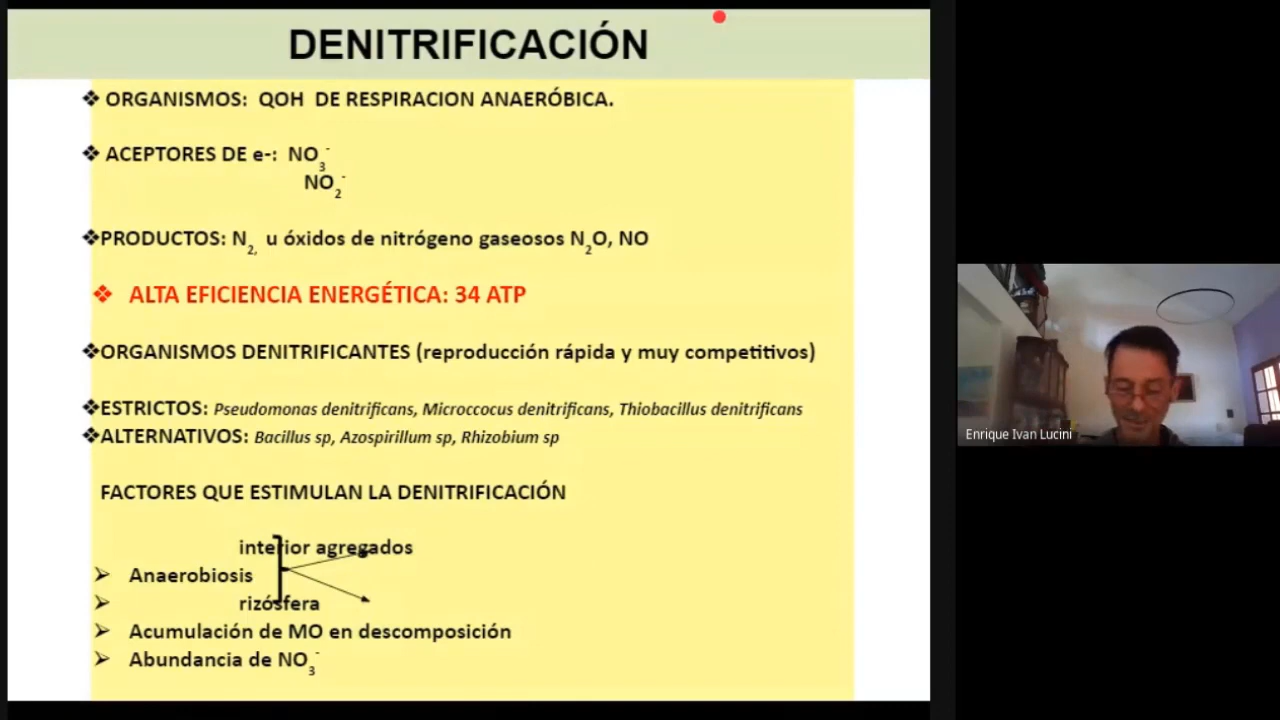 DENITRIFICACIÓN
❖ ORGANISMOS: QOH DE RESPIRACION ANAERÓBICA.
❖ ACEPTORES DE e-: NO₃⁻
NO₂⁻
❖PRODUCTOS: N₂, u óxidos de nitrógeno gaseosos N₂O, NO
❖ ALTA EFICIENCIA ENERGÉTICA: 34 ATP
❖ORGANISMOS DENITRIFICANTES (reproducción rápida y muy competitivos)
❖ESTRICTOS: Pseudomonas denitrificans, Microccocus denitrificans, Thiobacillus denitrificans
❖ALTERNATIVOS: Bacillus sp, Azospirillum sp, Rhizobium sp
FACTORES QUE ESTIMULAN LA DENITRIFICACIÓN
interior agregados
➢ Anaerobiosis
➢ rizósfera
➢ Acumulación de MO en descomposición
➢ Abundancia de NO₃⁻
Enrique Ivan Lucini